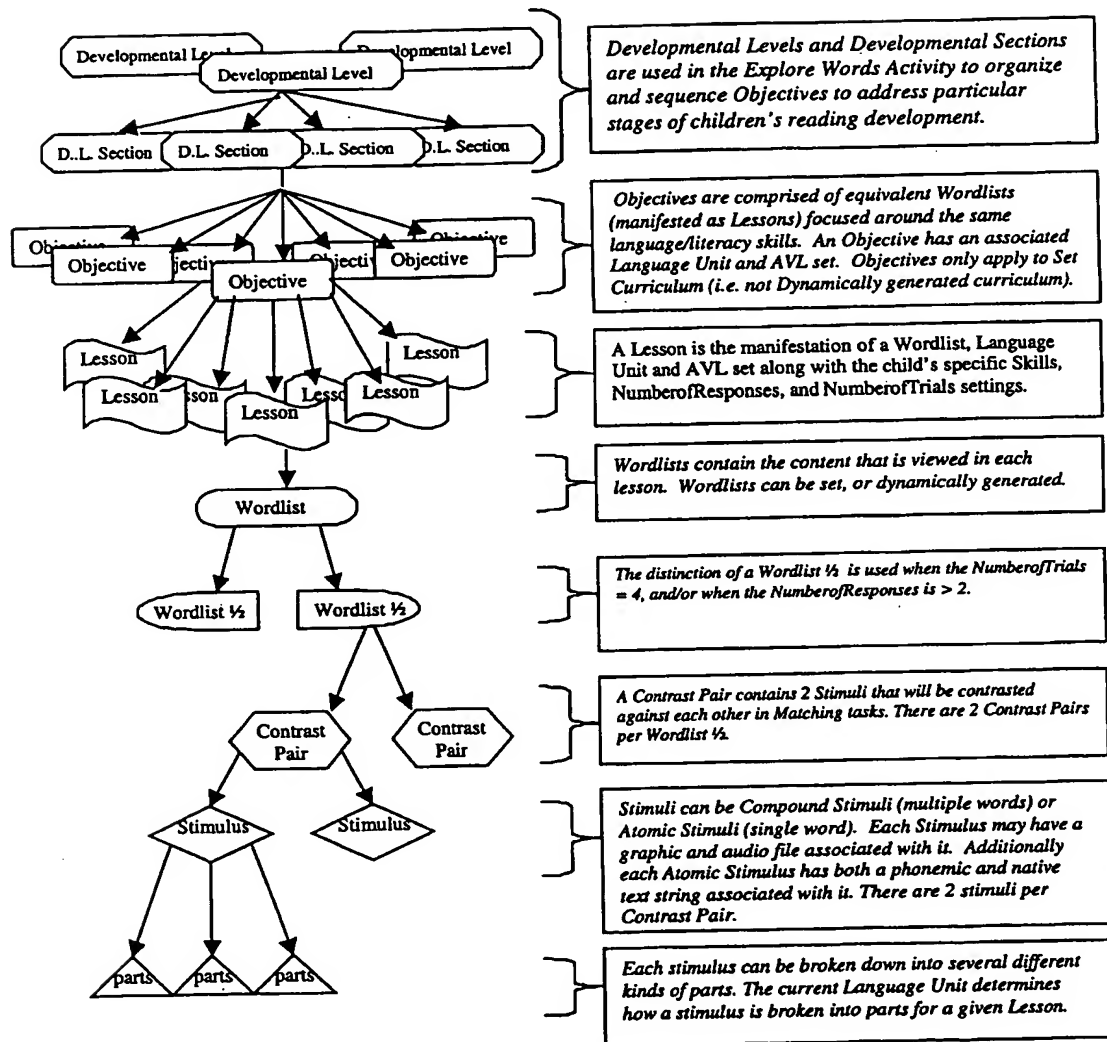 Developmental Level
Developmental Level
Developmental Level
D..L. Section
D.L. Section
D..L. Section
D.L. Section
Developmental Levels and Developmental Sections
are used in the Explore Words Activity to organize
and sequence Objectives to address particular
stages of children's reading development.
Objective
Objective
Objective
Objective
Objective
Objective
Objective
Objectives are comprised of equivalent Wordlists
(manifested as Lessons) focused around the same
language/literacy skills. An Objective has an associated
Language Unit and AVL set. Objectives only apply to Set
Curriculum (i.e. not Dynamically generated curriculum).
Lesson
Lesson
Lesson
Lesson
Lesson
Lesson
Lesson
A Lesson is the manifestation of a Wordlist, Language
Unit and AVL set along with the child's specific Skills,
NumberofResponses, and NumberofTrials settings.
Wordlist
Wordlists contain the content that is viewed in each
lesson. Wordlists can be set, or dynamically generated.
Wordlist ½
Wordlist ½
The distinction of a Wordlist ½ is used when the NumberofTrials
= 4, and/or when the NumberofResponses is > 2.
Contrast
Pair
Contrast
Pair
A Contrast Pair contains 2 Stimuli that will be contrasted
against each other in Matching tasks. There are 2 Contrast Pairs
per Wordlist ½.
Stimulus
Stimulus
Stimuli can be Compound Stimuli (multiple words) or
Atomic Stimuli (single word). Each Stimulus may have a
graphic and audio file associated with it. Additionally
each Atomic Stimulus has both a phonemic and native
text string associated with it. There are 2 stimuli per
Contrast Pair.
parts
parts
parts
Each stimulus can be broken down into several different
kinds of parts. The current Language Unit determines
how a stimulus is broken into parts for a given Lesson.